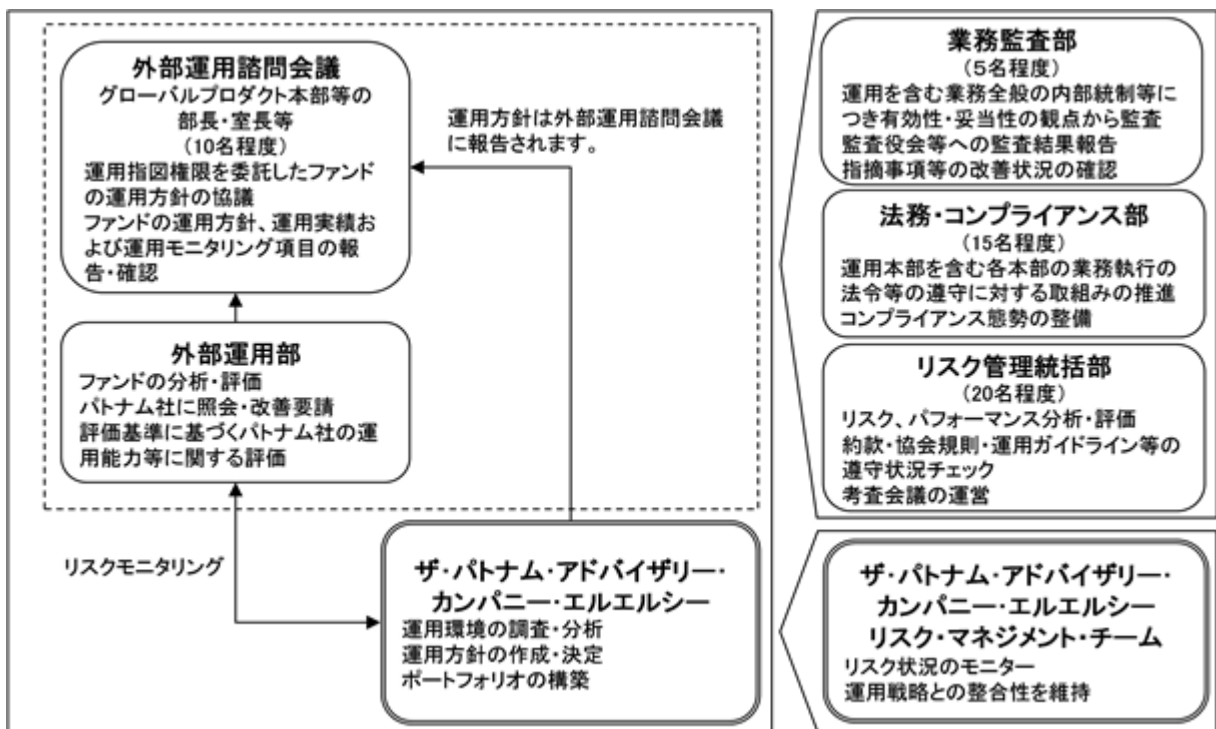 外部運用諮問会議
グローバルプロダクト本部等の
部長・室長等
(10名程度)
運用指図権限を委託したファンド
の運用方針の協議
ファンドの運用方針、運用実績お
よび運用モニタリング項目の報
告・確認
運用方針は外部運用諮問会議
に報告されます。
外部運用部
ファンドの分析・評価
パトナム社に照会・改善要請
評価基準に基づくパトナム社の運
用能力等に関する評価
リスクモニタリング
ザ・パトナム・アドバイザリー・
カンパニー・エルエルシー
運用環境の調査・分析
運用方針の作成・決定
ポートフォリオの構築
業務監査部
(5名程度)
運用を含む業務全般の内部統制等に
つき有効性・妥当性の観点から監査
監査役会等への監査結果報告
指摘事項等の改善状況の確認
法務・コンプライアンス部
(15名程度)
運用本部を含む各本部の業務執行の
法令等の遵守に対する取組みの推進
コンプライアンス態勢の整備
リスク管理統括部
(20名程度)
リスク、パフォーマンス分析・評価
約款・協会規則・運用ガイドライン等の
遵守状況チェック
考査会議の運営
ザ・パトナム・アドバイザリー・
カンパニー・エルエルシー
リスク・マネジメント・チーム
リスク状況のモニター
運用戦略との整合性を維持